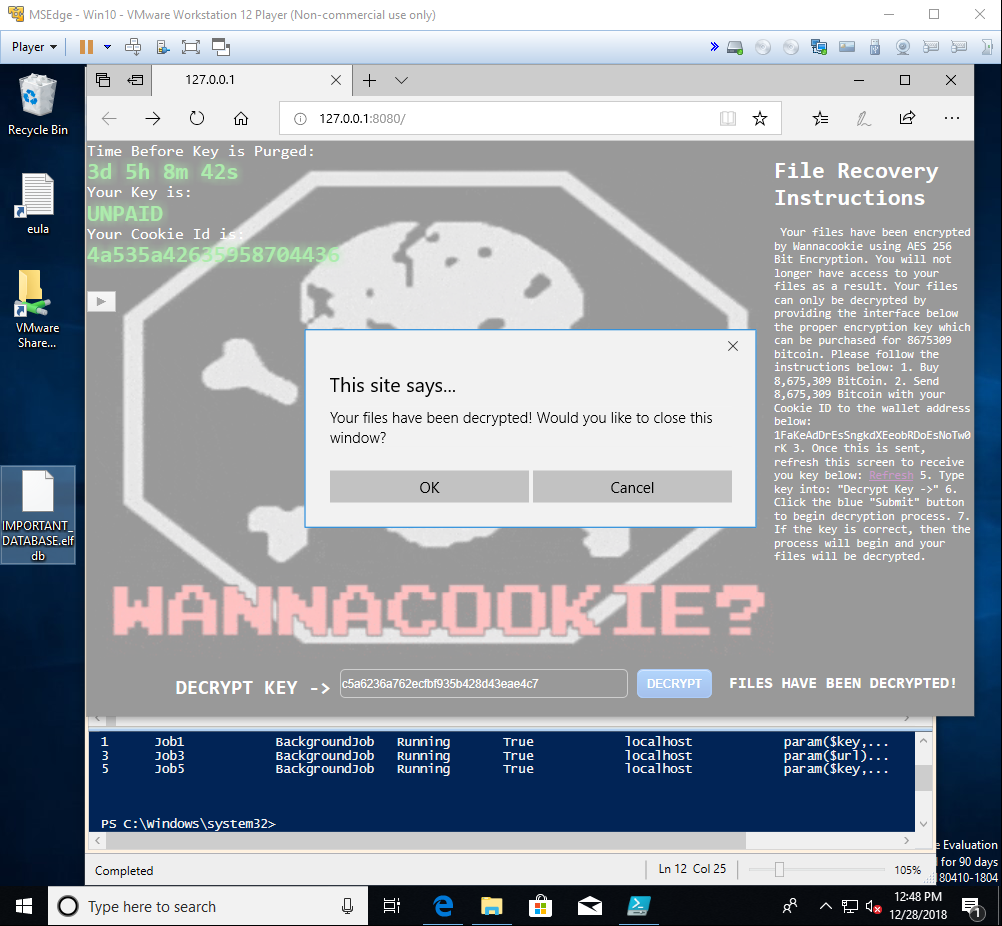 MSEdge - Win10 - VMware Workstation 12 Player (Non-commercial use only)
Player
Recycle Bin
eula
VMware
Share...
IMPORTANT_
DATABASE.elf
db
127.0.0.1
127.0.0.1:8080/
Time Before Key is Purged:
3d 5h 8m 42s
Your Key is:
UNPAID
Your Cookie Id is:
4a535a42635958704436
File Recovery
Instructions
Your files have been encrypted
by Wannacookie using AES 256
Bit Encryption. You will not
longer have access to your
files as a result. Your files
can only be decrypted by
providing the interface below
the proper encryption key which
can be purchased for 8675309
bitcoin. Please follow the
instructions below: 1. Buy
8,675,309 BitCoin. 2. Send
8,675,309 Bitcoin with your
Cookie ID to the wallet address
below:
1FaKeAdDrEsSngkdXEeobRDoEsNoTw0
rK 3. Once this is sent,
refresh this screen to receive
you key below: Refresh 5. Type
key into: "Decrypt Key ->" 6.
Click the blue "Submit" button
to begin decryption process. 7.
If the key is correct, then the
process will begin and your
files will be decrypted.
This site says...
Your files have been decrypted! Would you like to close this
window?
OK
Cancel
WANNACOOKIE?
DECRYPT KEY -> c5a6236a762ecfbf935b428d43eae4c7 DECRYPT FILES HAVE BEEN DECRYPTED!
1 Job1 BackgroundJob Running True localhost param($key,...
3 Job3 BackgroundJob Running True localhost param($url)...
5 Job5 BackgroundJob Running True localhost param($key,...
PS C:\Windows\system32>
Completed
Ln 12 Col 25
105%
e Evaluation
for 90 days
80410-1804
Type here to search
12:48 PM
12/28/2018
1